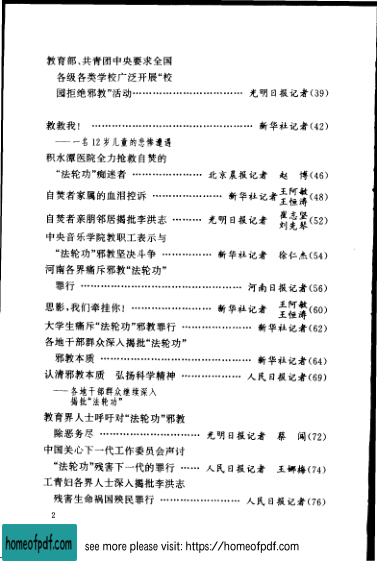 教育部、共青团中央要求全国
各级各类学校广泛开展“校
园拒绝邪教”活动…………………………… 光明日报记者(39)
救救我! ………………………………………… 新华社记者(42)
——一名12岁儿童的悲惨遭遇
积水潭医院全力抢救自焚的
“法轮功”痴迷者 ………………… 北京晨报记者 赵 博(46)
自焚者家属的血泪控诉 ………………… 新华社记者 王阿敏 王恒涛(48)
自焚者亲朋邻居揭批李洪志 ……… 光明日报记者 崔志坚 刘先琴(52)
中央音乐学院教职工表示与
“法轮功”邪教坚决斗争 …………… 新华社记者 徐仁杰(54)
河南各界痛斥邪教“法轮功”
罪行 ………………………………………… 河南日报记者(56)
思影,我们牵挂你! …………………… 新华社记者 王阿敏 王恒涛(60)
大学生痛斥“法轮功”邪教罪行 ………………… 新华社记者(62)
各地干部群众深入揭批“法轮功”
邪教本质 ……………………………………… 新华社记者(64)
认清邪教本质 弘扬科学精神 ……………… 人民日报记者(69)
——各地干部群众继续深入
揭批“法轮功”
教育界人士呼吁对“法轮功”邪教
除恶务尽 ………………………… 光明日报记者 蔡 闯(72)
中国关心下一代工作委员会声讨
“法轮功”残害下一代的罪行 …… 人民日报记者 王娜梅(74)
工青妇各界人士深入揭批李洪志
残害生命祸国殃民罪行 …………………… 人民日报记者(76)
2
homeofpdf.com
see more please visit: https://homeofpdf.com